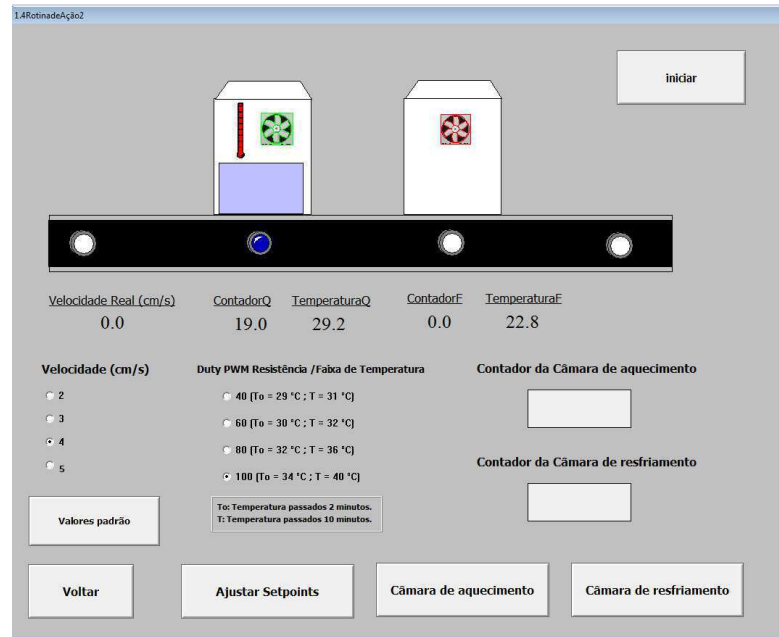 1.4RotinadeAção2
iniciar
Velocidade Real (cm/s)
0.0
ContadorQ
19.0
TemperaturaQ
29.2
ContadorF
0.0
TemperaturaF
22.8
Velocidade (cm/s)
2
3
4
5
Duty PWM Resistência /Faixa de Temperatura
40 (To = 29 °C ; T = 31 °C)
60 (To = 30 °C ; T = 32 °C)
80 (To = 32 °C ; T = 36 °C)
100 (To = 34 °C ; T = 40 °C)
To: Temperatura passados 2 minutos.
T: Temperatura passados 10 minutos.
Contador da Câmara de aquecimento
Contador da Câmara de resfriamento
Valores padrão
Voltar
Ajustar Setpoints
Câmara de aquecimento
Câmara de resfriamento